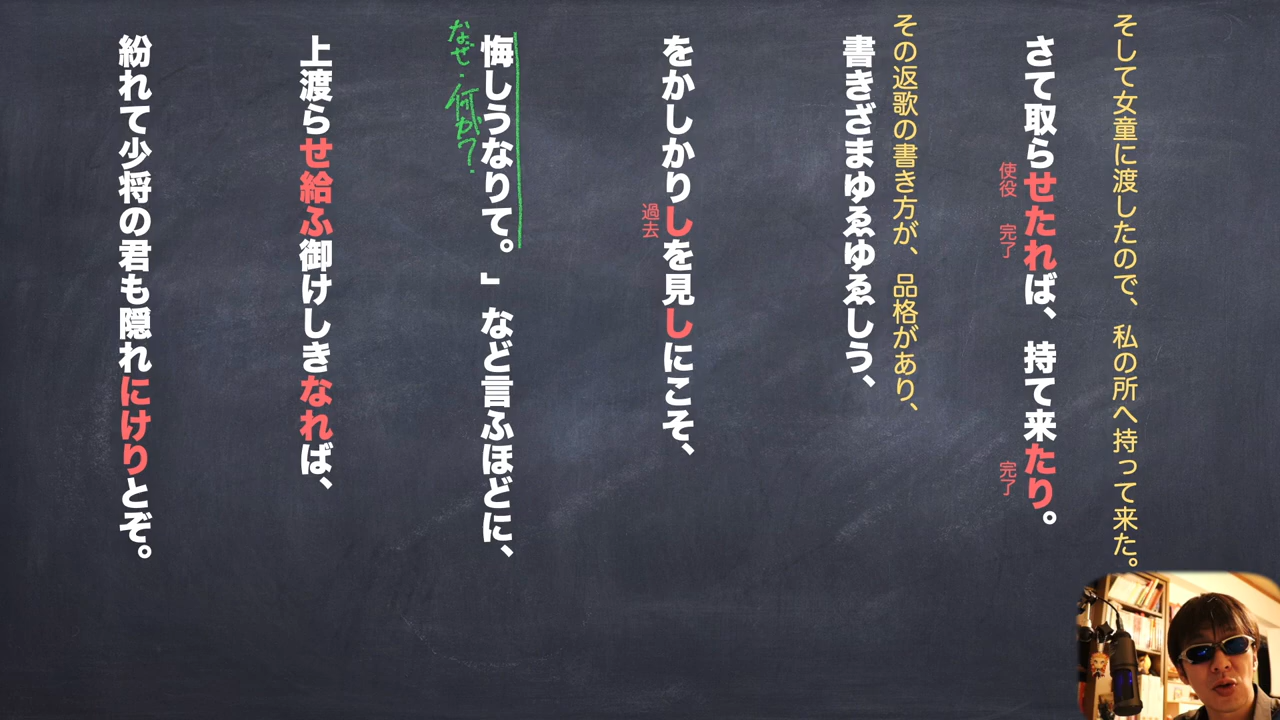 そして女童に渡したので、私の所へ持って来た。
さて取らせたれば、持て来たり。
使役 完了 完了
その返歌の書き方が、品格があり、
書きざまゆゑゆゑしう、
をかしかりしを見しにこそ、
過去
悔しうなりて。」など言ふほどに、
なぜ・何が?
上渡らせ給ふ御けしきなれば、
紛れて少将の君も隠れにけりとぞ。